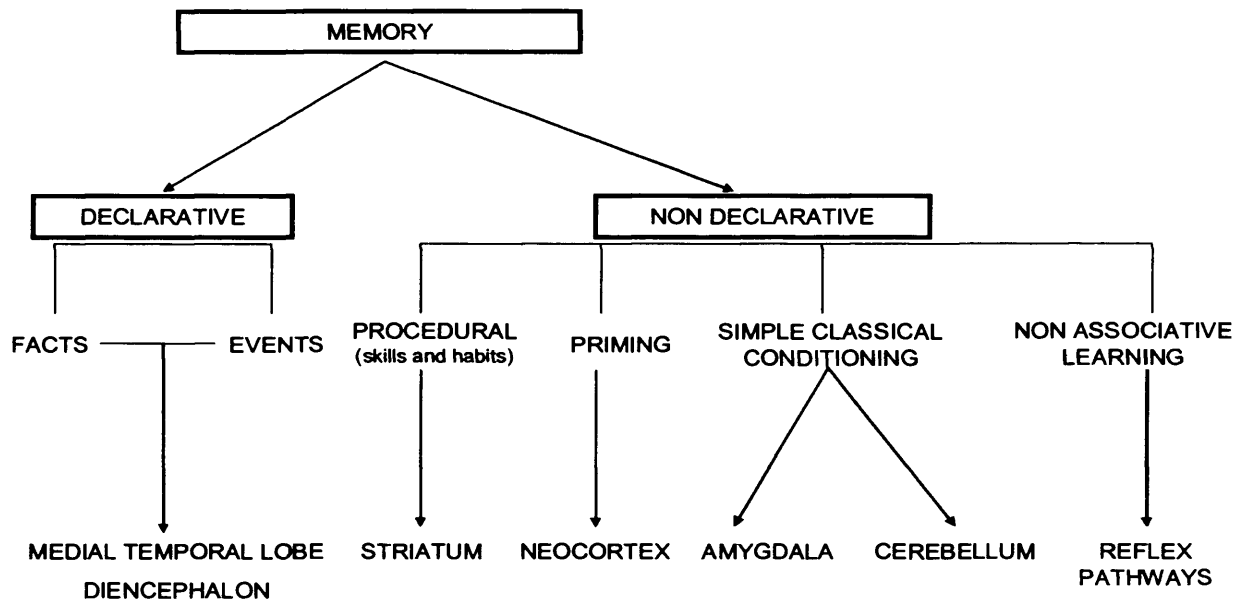 MEMORY
DECLARATIVE
NON DECLARATIVE
FACTS
EVENTS
PROCEDURAL
(skills and habits)
PRIMING
SIMPLE CLASSICAL
CONDITIONING
NON ASSOCIATIVE
LEARNING
MEDIAL TEMPORAL LOBE
DIENCEPHALON
STRIATUM
NEOCORTEX
AMYGDALA
CEREBELLUM
REFLEX
PATHWAYS